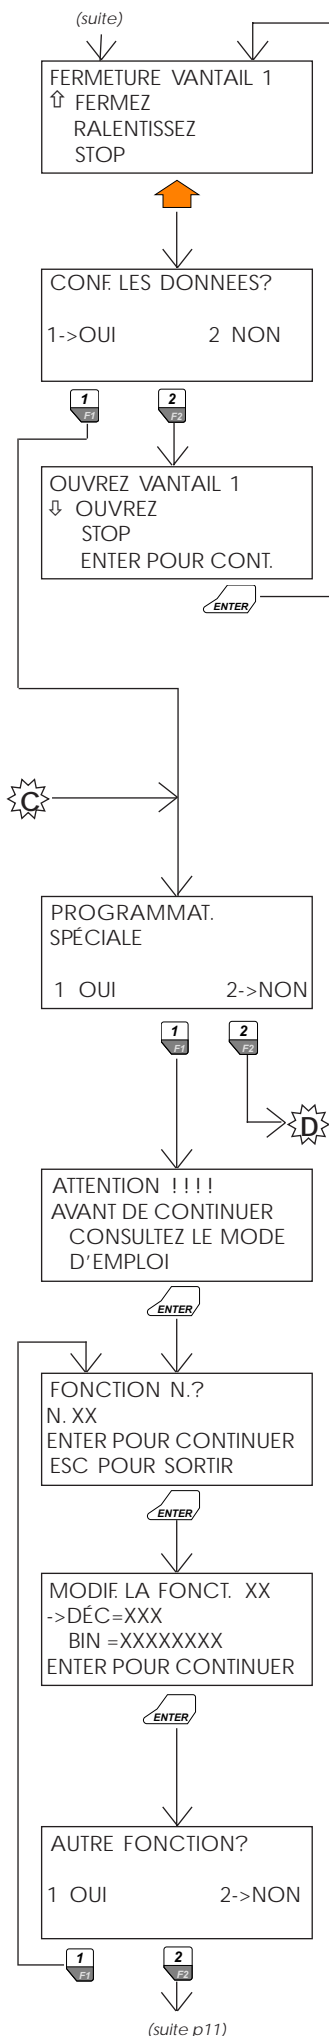 (suite)
FERMETURE VANTAIL 1
⇧ FERMEZ
RALENTISSEZ
STOP
CONF. LES DONNEES?
1->OUI 2 NON
1 F1 2 F2
OUVREZ VANTAIL 1
⇩ OUVREZ
STOP
ENTER POUR CONT.
ENTER
C
PROGRAMMAT.
SPÉCIALE
1 OUI 2->NON
1 F1 2 F2
D
ATTENTION !!!!
AVANT DE CONTINUER
CONSULTEZ LE MODE
D'EMPLOI
ENTER
FONCTION N.?
N. XX
ENTER POUR CONTINUER
ESC POUR SORTIR
ENTER
MODIF. LA FONCT. XX
->DÉC=XXX
BIN =XXXXXXXX
ENTER POUR CONTINUER
ENTER
AUTRE FONCTION?
1 OUI 2->NON
1 F1 2 F2
(suite p11)